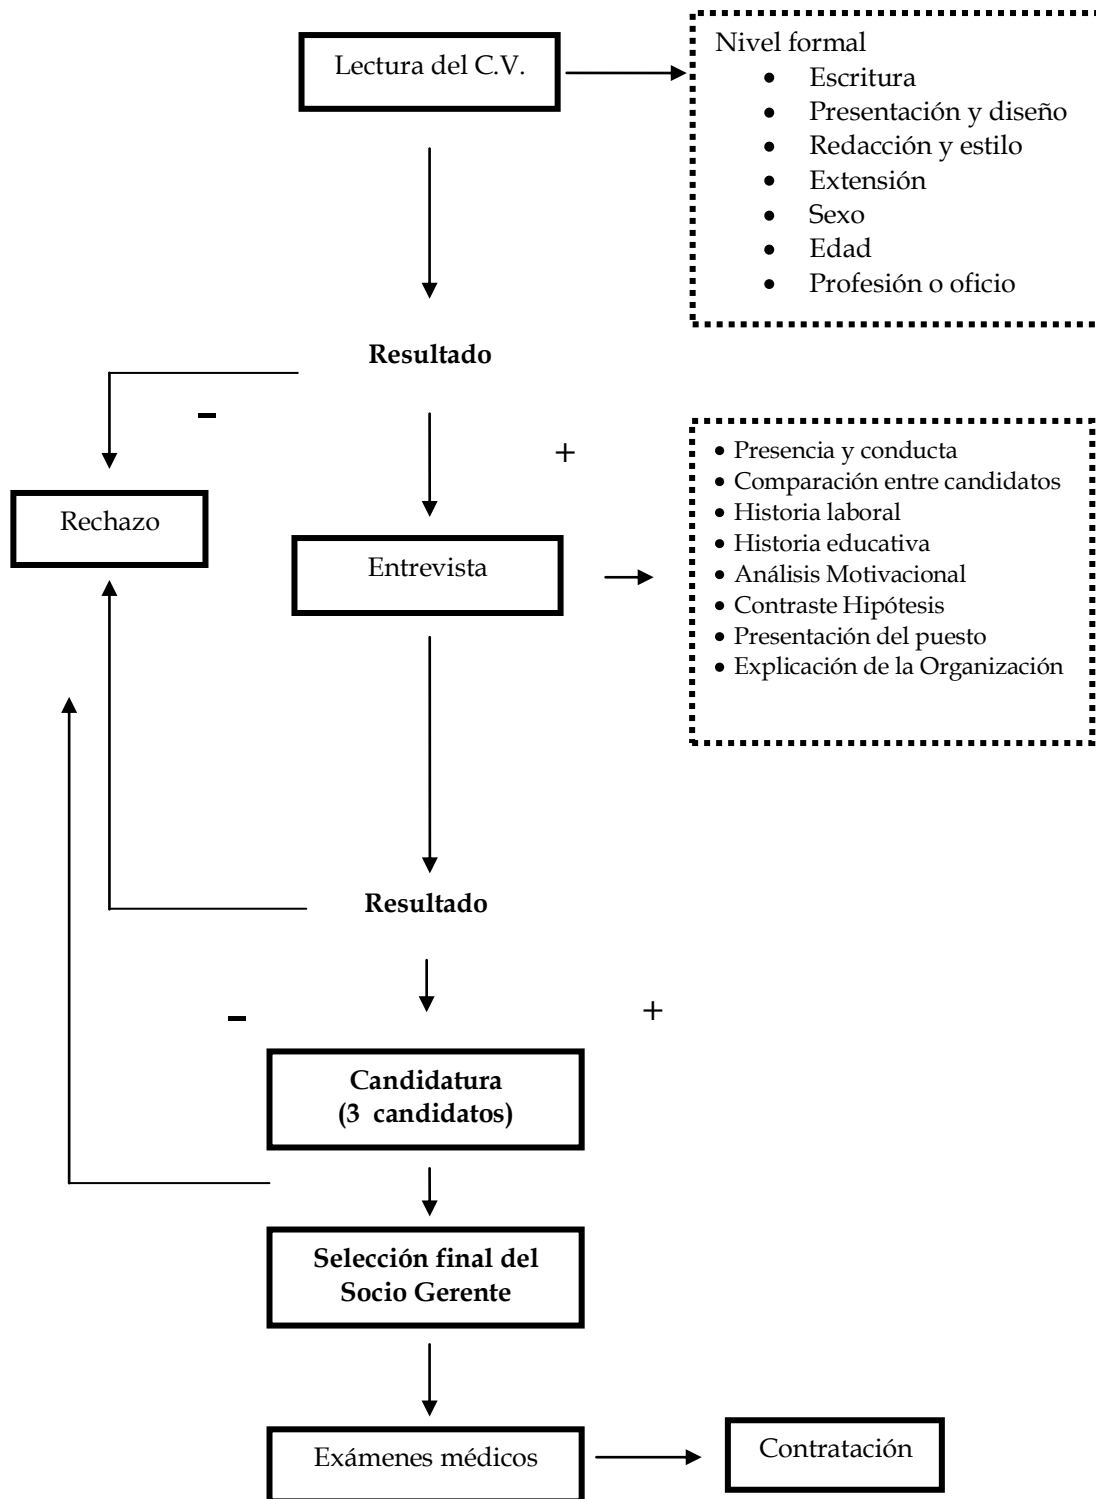 Lectura del C.V.
Nivel formal
• Escritura
• Presentación y diseño
• Redacción y estilo
• Extensión
• Sexo
• Edad
• Profesión o oficio
Resultado
–
+
Rechazo
Entrevista
• Presencia y conducta
• Comparación entre candidatos
• Historia laboral
• Historia educativa
• Análisis Motivacional
• Contraste Hipótesis
• Presentación del puesto
• Explicación de la Organización
Resultado
–
+
Candidatura
(3 candidatos)
Selección final del
Socio Gerente
Exámenes médicos
Contratación